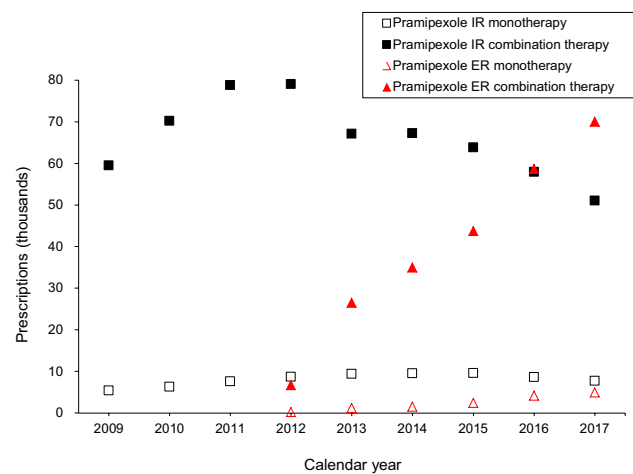 Pramipexole IR monotherapy
Pramipexole IR combination therapy
Pramipexole ER monotherapy
Pramipexole ER combination therapy
80
70
60
50
40
30
20
10
0
Prescriptions (thousands)
2009 2010 2011 2012 2013 2014 2015 2016 2017
Calendar year